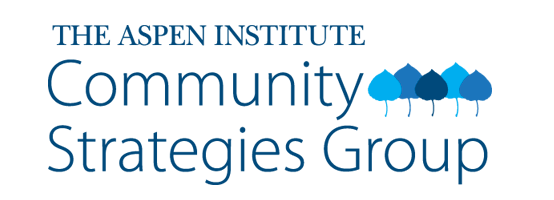 THE ASPEN INSTITUTE
Community
Strategies Group